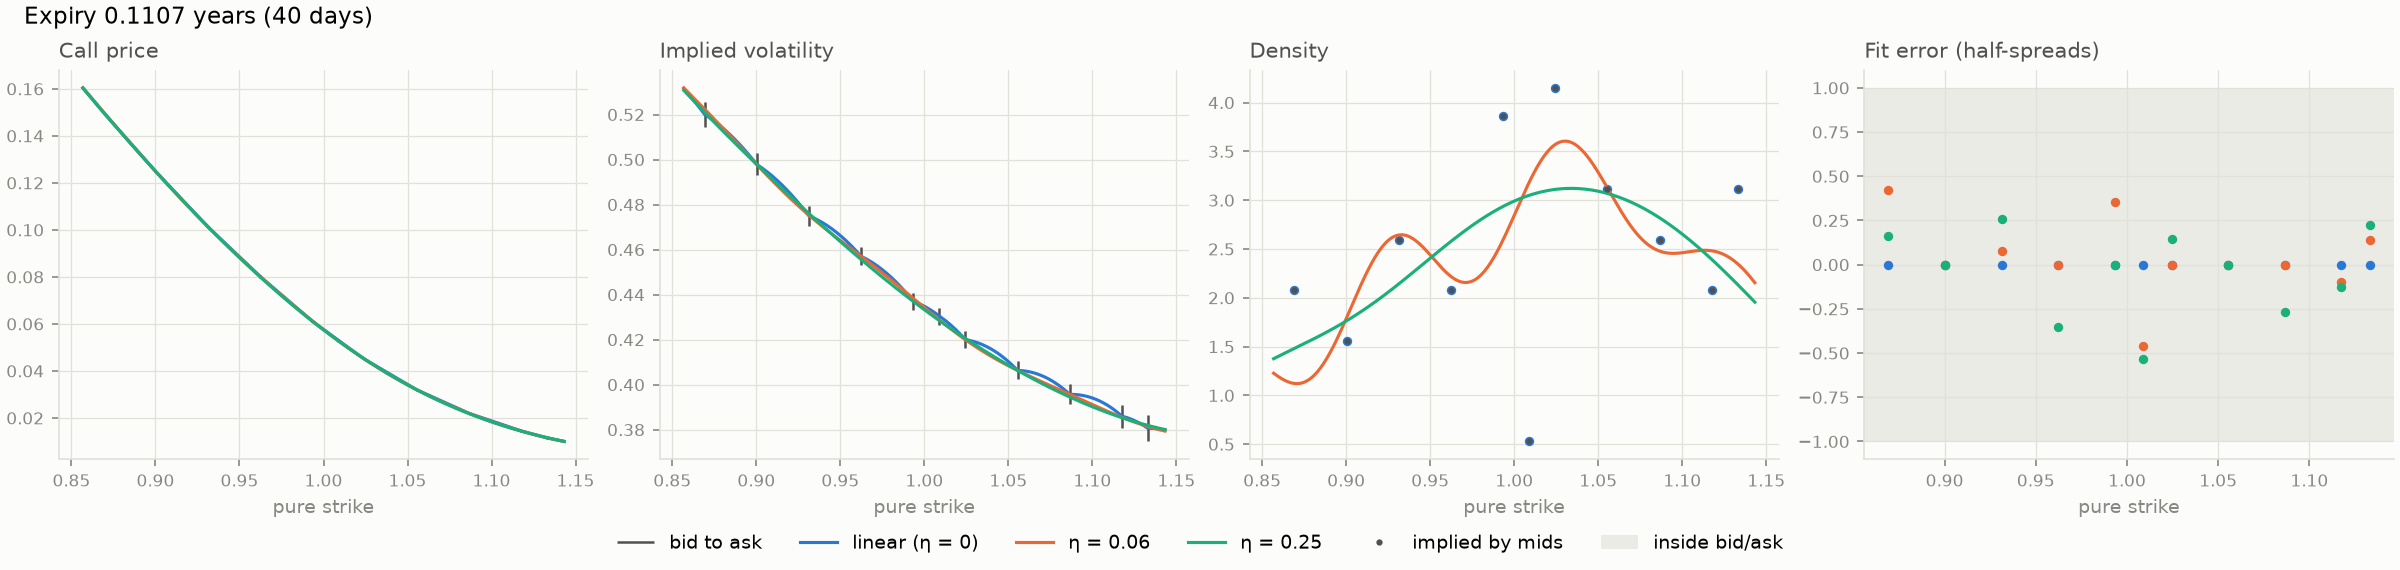 Expiry 0.1107 years (40 days)
Call price
0.16
0.14
0.12
0.10
0.08
0.06
0.04
0.02
0.85 0.90 0.95 1.00 1.05 1.10 1.15
pure strike
Implied volatility
0.52
0.50
0.48
0.46
0.44
0.42
0.40
0.38
0.85 0.90 0.95 1.00 1.05 1.10 1.15
pure strike
Density
4.0
3.5
3.0
2.5
2.0
1.5
1.0
0.5
0.85 0.90 0.95 1.00 1.05 1.10 1.15
pure strike
Fit error (half-spreads)
1.00
0.75
0.50
0.25
0.00
−0.25
−0.50
−0.75
−1.00
0.90 0.95 1.00 1.05 1.10
pure strike
bid to ask linear (η = 0) η = 0.06 η = 0.25 implied by mids inside bid/ask